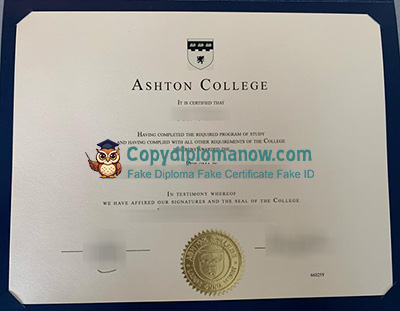 ASHTON COLLEGE
IT IS CERTIFIED THAT
HAVING COMPLETED THE REQUIRED PROGRAM OF STUDY
AND HAVING COMPLIED WITH ALL OTHER REQUIREMENTS OF THE COLLEGE
Copydiplomanow.com
Fake Diploma Fake Certificate Fake ID
IN TESTIMONY WHEREOF
WE HAVE AFFIXED OUR SIGNATURES AND THE SEAL OF THE COLLEGE
ASHTON COLLEGE